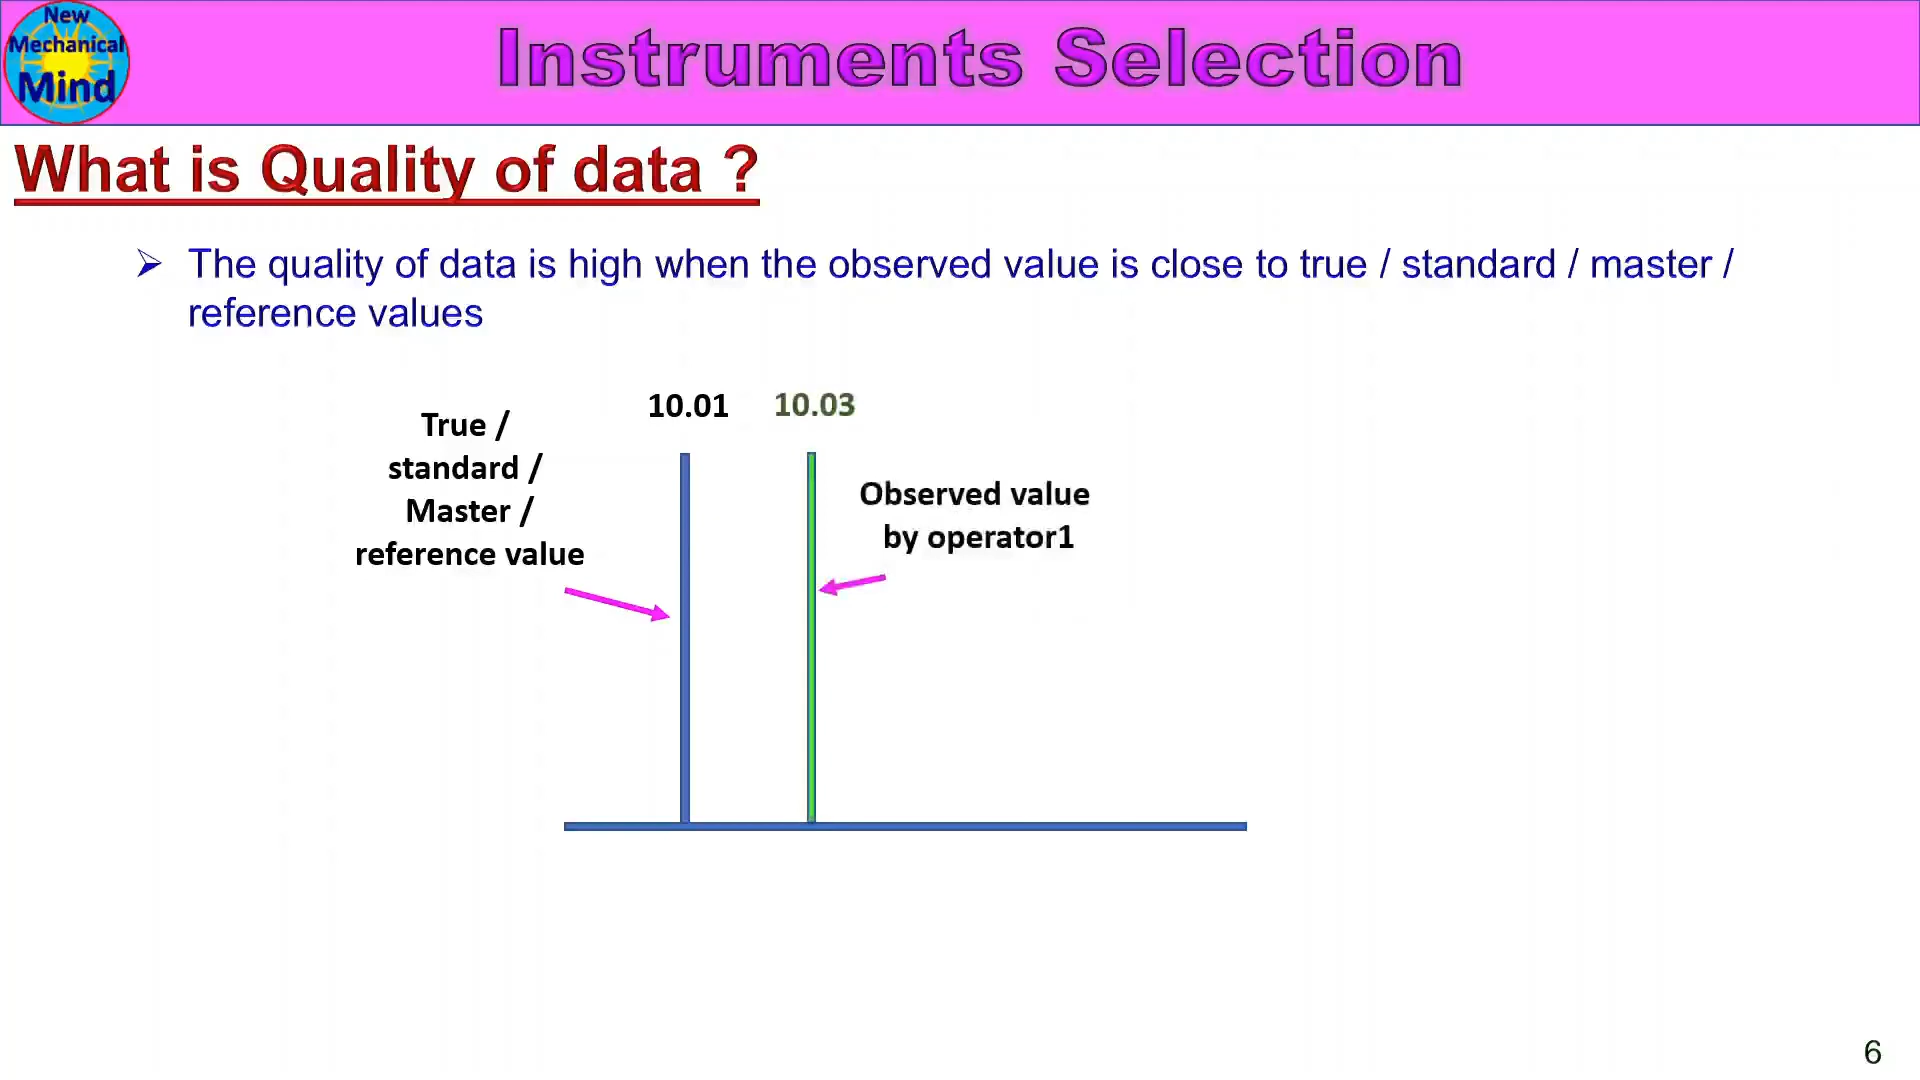 New
Mechanical
Mind
Instruments Selection
What is Quality of data ?
➢ The quality of data is high when the observed value is close to true / standard / master /
reference values
True /
standard /
Master /
reference value
10.01
10.03
Observed value
by operator1
6